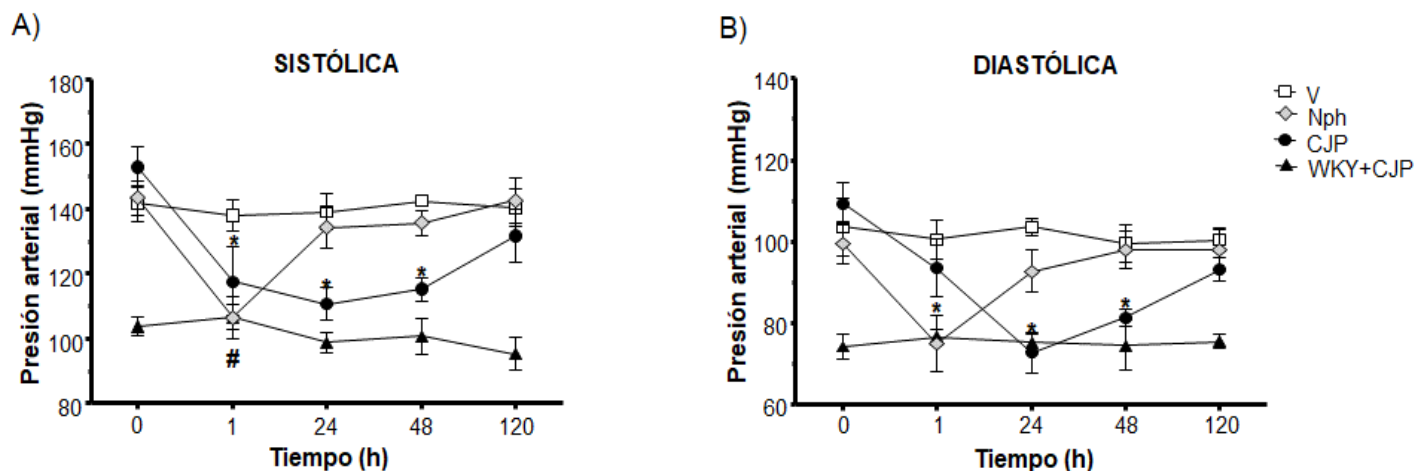 A)
SISTÓLICA
Presión arterial (mmHg)
180
160
140
120
100
80
*
*
*
#
0 1 24 48 120
Tiempo (h)
B)
DIASTÓLICA
Presión arterial (mmHg)
140
120
100
80
60
*
*
*
0 1 24 48 120
Tiempo (h)
V
Nph
CJP
WKY+CJP